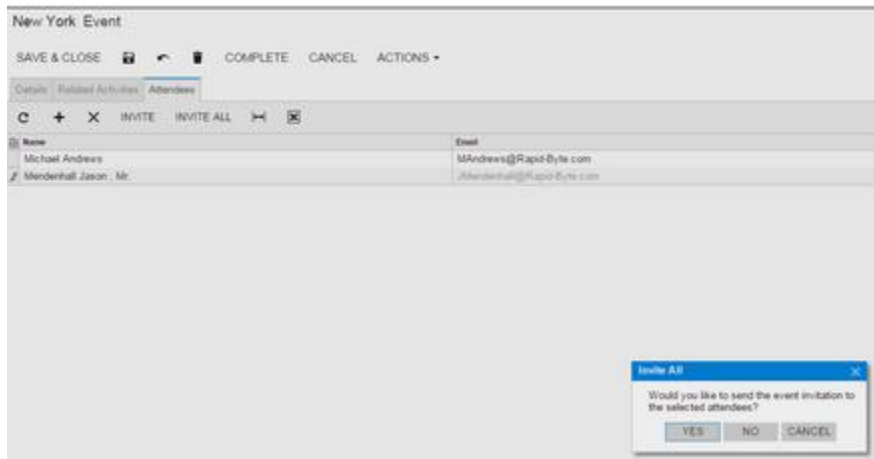 New York Event
SAVE & CLOSE COMPLETE CANCEL ACTIONS
Details Related Activities Attendees
INVITE INVITE ALL
Name Email
Michael Andrews MAndrews@Rapid-Byte.com
Mendenhall Jason , Mr. JMendenhall@Rapid-Byte.com
Invite All
Would you like to send the event invitation to
the selected attendees?
YES NO CANCEL